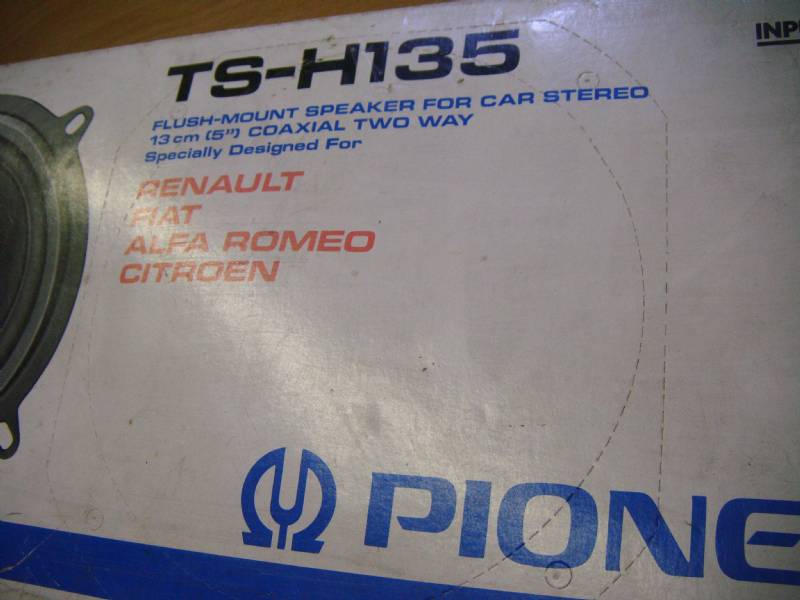 TS-H135
INP
FLUSH-MOUNT SPEAKER FOR CAR STEREO
13 cm (5") COAXIAL TWO WAY
Specially Designed For
RENAULT
FIAT
ALFA ROMEO
CITROEN
PIONE